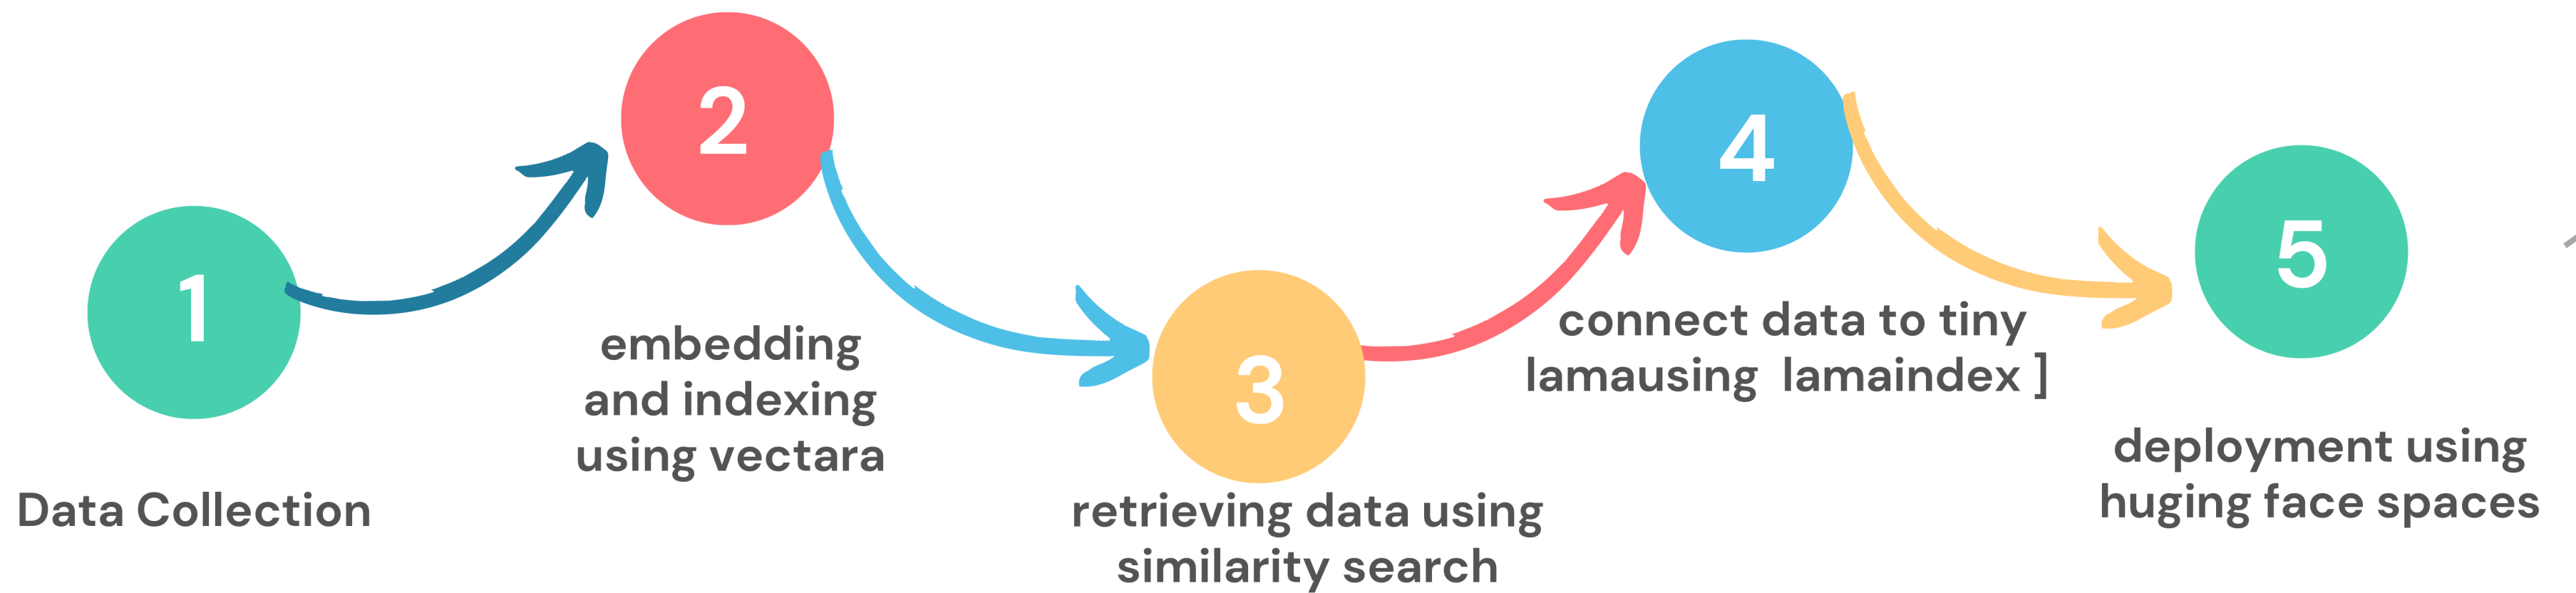 1
Data Collection
2
embedding
and indexing
using vectara
3
retrieving data using
similarity search
4
connect data to tiny
lamausing  lamaindex ]
5
deployment using
huging face spaces